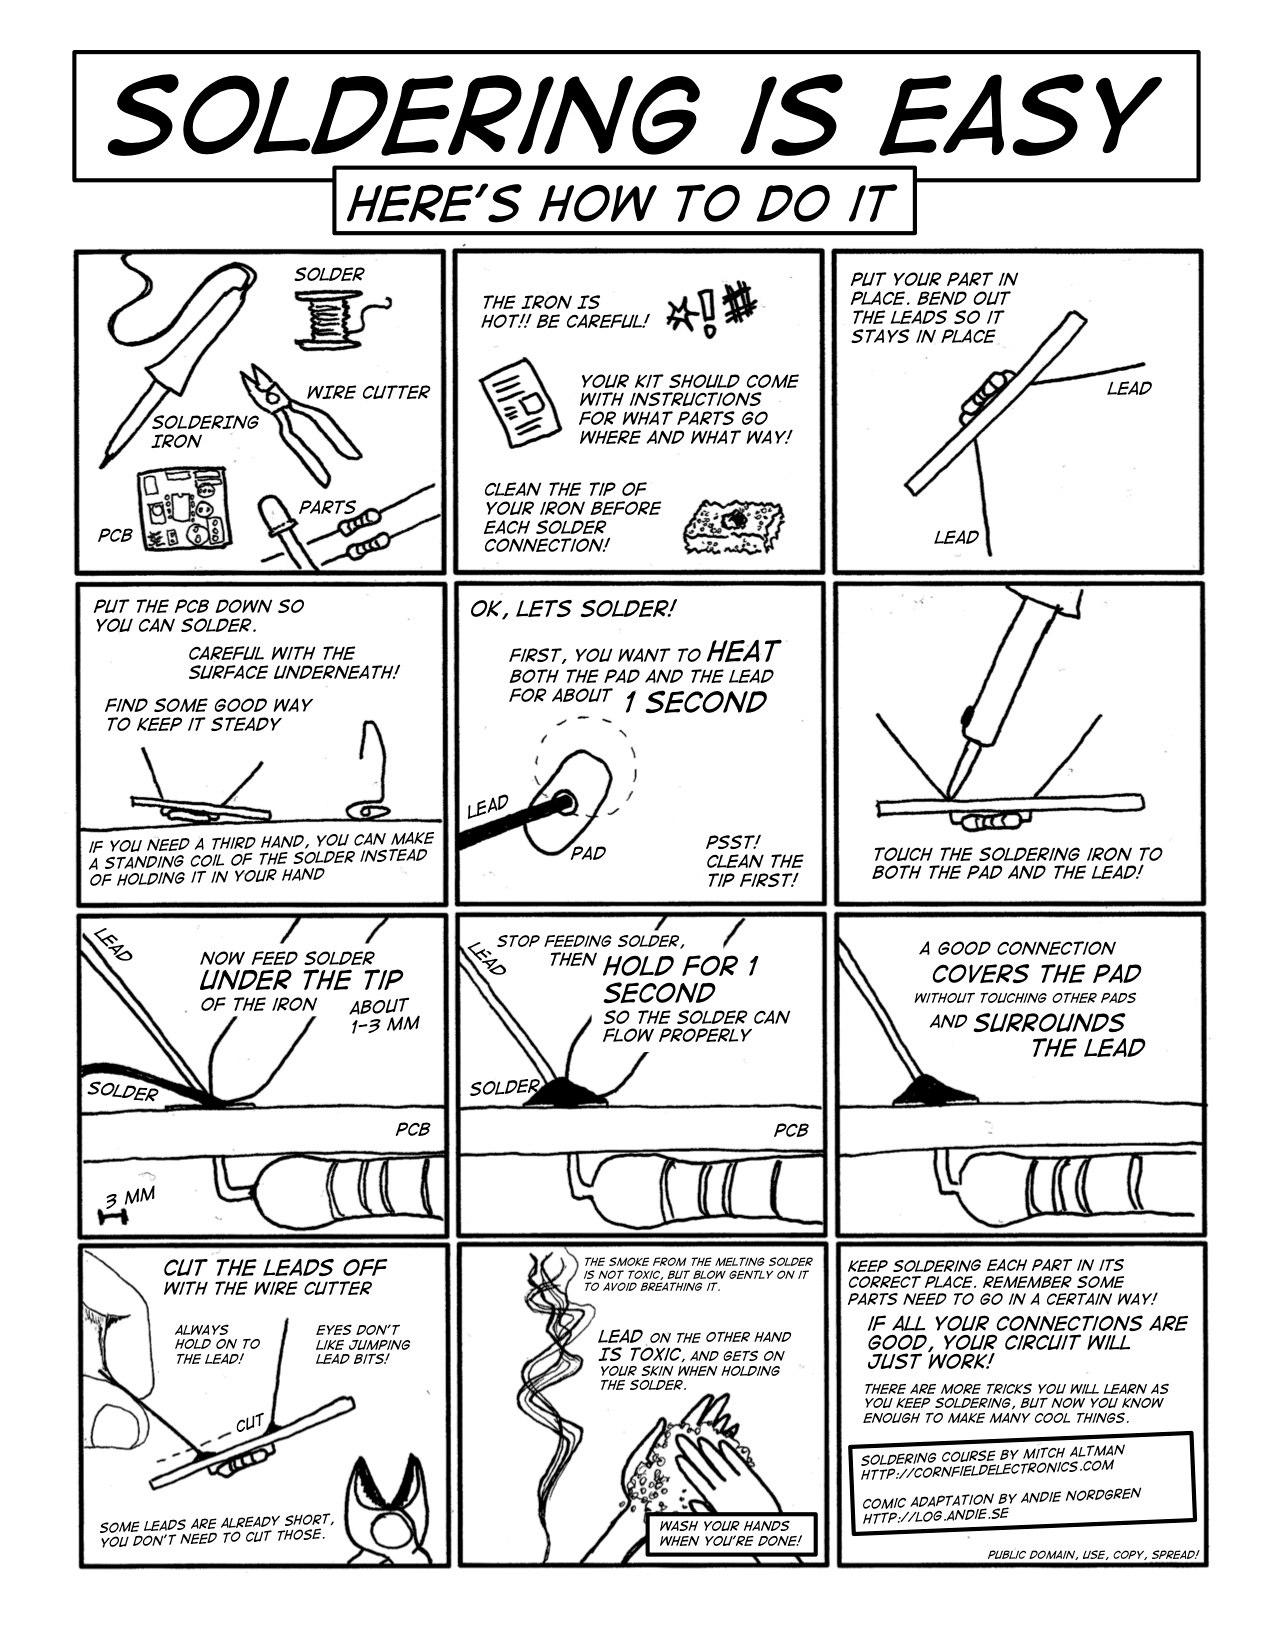 SOLDERING IS EASY
HERE'S HOW TO DO IT
SOLDER
WIRE CUTTER
SOLDERING
IRON
PARTS
PCB
THE IRON IS
HOT!! BE CAREFUL!
*!#
YOUR KIT SHOULD COME
WITH INSTRUCTIONS
FOR WHAT PARTS GO
WHERE AND WHAT WAY!
CLEAN THE TIP OF
YOUR IRON BEFORE
EACH SOLDER
CONNECTION!
PUT YOUR PART IN
PLACE. BEND OUT
THE LEADS SO IT
STAYS IN PLACE
LEAD
LEAD
PUT THE PCB DOWN SO
YOU CAN SOLDER.
CAREFUL WITH THE
SURFACE UNDERNEATH!
FIND SOME GOOD WAY
TO KEEP IT STEADY
IF YOU NEED A THIRD HAND, YOU CAN MAKE
A STANDING COIL OF THE SOLDER INSTEAD
OF HOLDING IT IN YOUR HAND
OK, LETS SOLDER!
FIRST, YOU WANT TO HEAT
BOTH THE PAD AND THE LEAD
FOR ABOUT 1 SECOND
LEAD
PAD
PSST!
CLEAN THE
TIP FIRST!
TOUCH THE SOLDERING IRON TO
BOTH THE PAD AND THE LEAD!
LEAD
NOW FEED SOLDER
UNDER THE TIP
OF THE IRON
ABOUT
1-3 MM
SOLDER
PCB
3 MM
LEAD
STOP FEEDING SOLDER,
THEN HOLD FOR 1
SECOND
SO THE SOLDER CAN
FLOW PROPERLY
SOLDER
PCB
A GOOD CONNECTION
COVERS THE PAD
WITHOUT TOUCHING OTHER PADS
AND SURROUNDS
THE LEAD
CUT THE LEADS OFF
WITH THE WIRE CUTTER
ALWAYS
HOLD ON TO
THE LEAD!
EYES DON'T
LIKE JUMPING
LEAD BITS!
CUT
SOME LEADS ARE ALREADY SHORT,
YOU DON'T NEED TO CUT THOSE.
THE SMOKE FROM THE MELTING SOLDER
IS NOT TOXIC, BUT BLOW GENTLY ON IT
TO AVOID BREATHING IT.
LEAD ON THE OTHER HAND
IS TOXIC, AND GETS ON
YOUR SKIN WHEN HOLDING
THE SOLDER.
WASH YOUR HANDS
WHEN YOU'RE DONE!
KEEP SOLDERING EACH PART IN ITS
CORRECT PLACE. REMEMBER SOME
PARTS NEED TO GO IN A CERTAIN WAY!
IF ALL YOUR CONNECTIONS ARE
GOOD, YOUR CIRCUIT WILL
JUST WORK!
THERE ARE MORE TRICKS YOU WILL LEARN AS
YOU KEEP SOLDERING, BUT NOW YOU KNOW
ENOUGH TO MAKE MANY COOL THINGS.
SOLDERING COURSE BY MITCH ALTMAN
HTTP://CORNFIELDELECTRONICS.COM
COMIC ADAPTATION BY ANDIE NORDGREN
HTTP://LOG.ANDIE.SE
PUBLIC DOMAIN, USE, COPY, SPREAD!